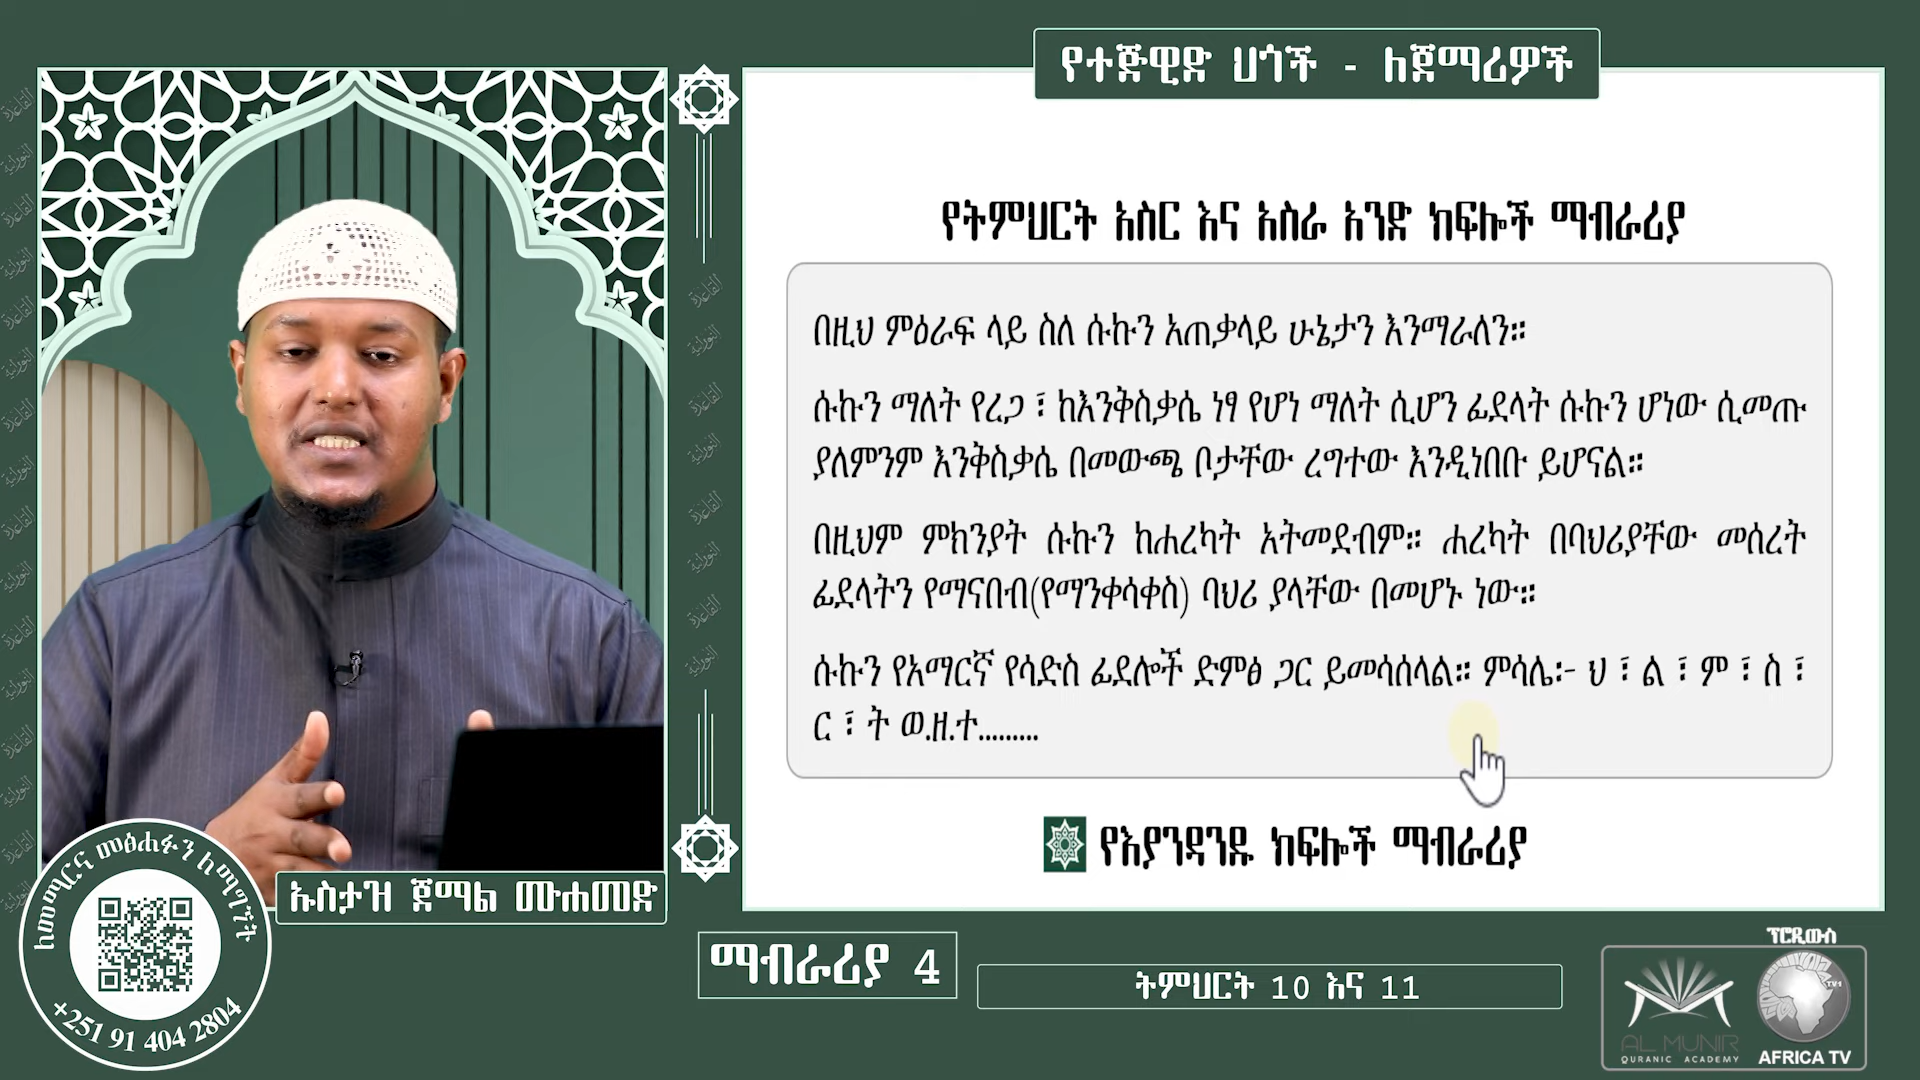 የተጅዊድ ህጎች - ለጀማሪዎች
የትምህርት አስር እና አስራ አንድ ክፍሎች ማብራሪያ
በዚህ ምዕራፍ ላይ ስለ ሱኩን አጠቃላይ ሁኔታን እንማራለን።
ሱኩን ማለት የረጋ ፣ ከእንቅስቃሴ ነፃ የሆነ ማለት ሲሆን ፊደላት ሱኩን ሆነው ሲመጡ
ያለምንም እንቅስቃሴ በመውጫ ቦታቸው ረግተው እንዲነበቡ ይሆናል።
በዚህም ምክንያት ሱኩን ከሐረካት አትመደብም። ሐረካት በባህሪያቸው መሰረት
ፊደላትን የማናበብ(የማንቀሳቀስ) ባህሪ ያላቸው በመሆኑ ነው።
ሱኩን የአማርኛ የሳድስ ፊደሎች ድምፅ ጋር ይመሳሰላል። ምሳሌ፦ ህ ፣ ል ፣ ም ፣ ስ ፣
ር ፣ ት ወ.ዘ.ተ.........
የእያንዳንዱ ክፍሎች ማብራሪያ
ኡስታዝ ጀማል ሙሐመድ
ለመማርና መፅሐፉን ለማግኘት
+251 91 404 2804
ማብራሪያ 4
ትምህርት 10 እና 11
ፕሮዲውስ
AL MUNIR
QURANIC ACADEMY
TV1
AFRICA TV